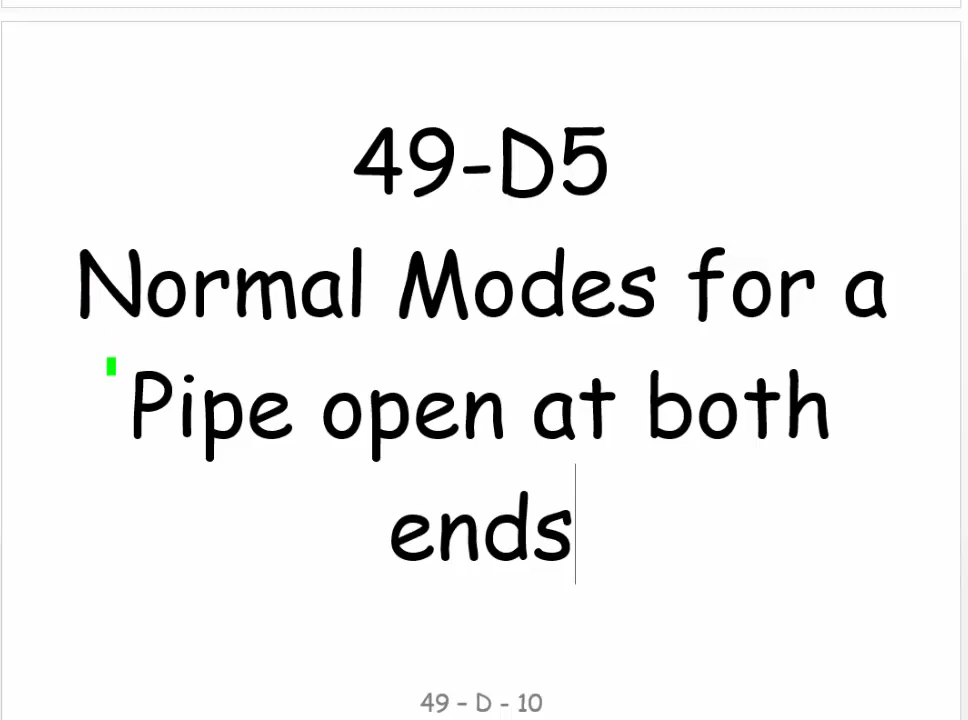 49-D5
Normal Modes for a
Pipe open at both
ends
49 - D - 10